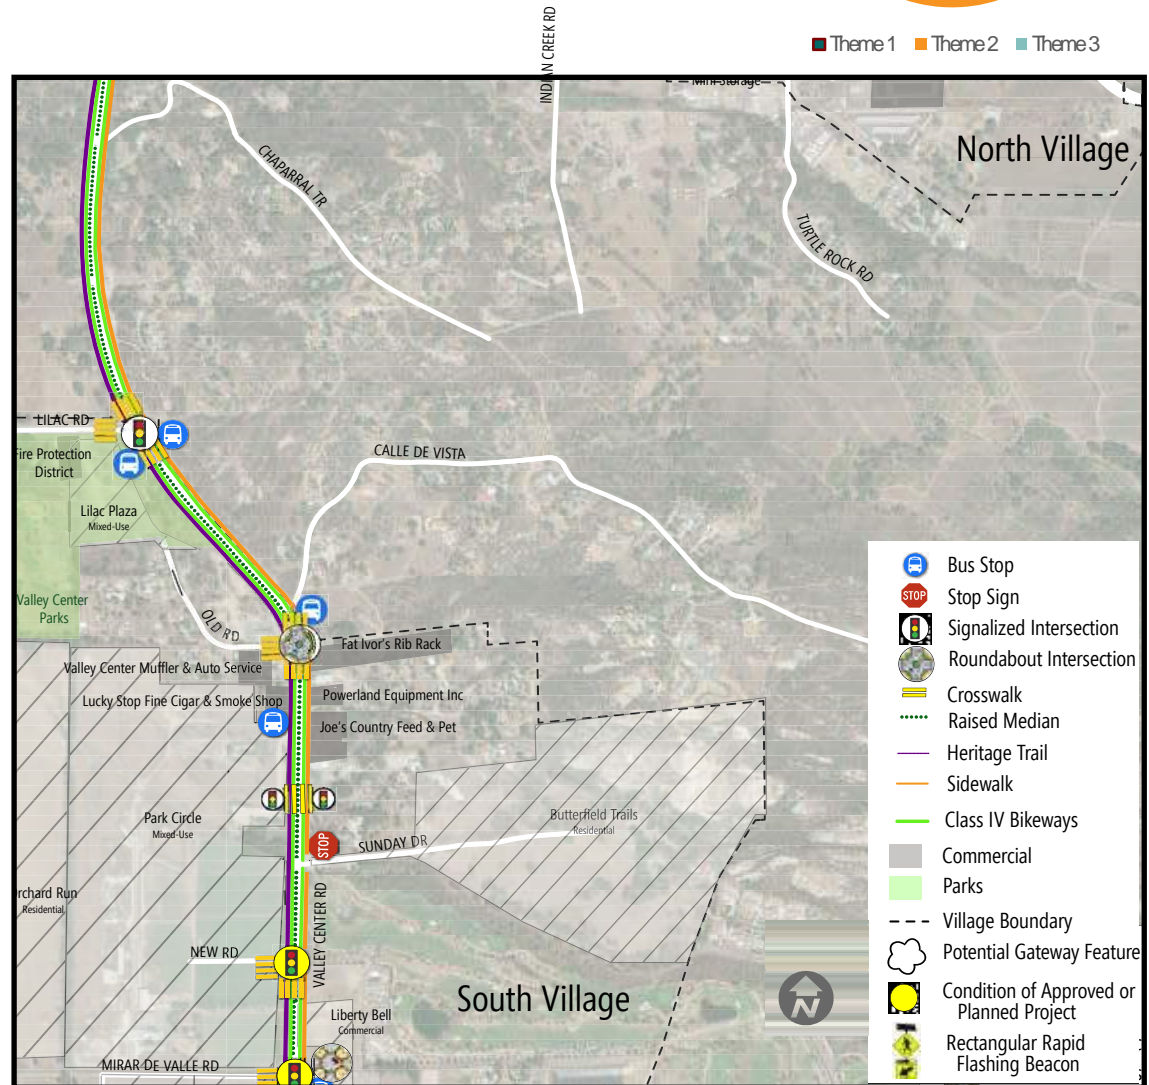 Theme 1 Theme 2 Theme 3
INDIAN CREEK RD
Mini Storage
North Village
CHAPARRAL TR
TURTLE ROCK RD
LILAC RD
Fire Protection
District
CALLE DE VISTA
Lilac Plaza
Mixed-Use
Valley Center
Parks
OLD RD
Fat Ivor's Rib Rack
Valley Center Muffler & Auto Service
Lucky Stop Fine Cigar & Smoke Shop
Powerland Equipment Inc
Joe's Country Feed & Pet
Park Circle
Mixed-Use
Butterfield Trails
Residential
STOP
SUNDAY DR
rchard Run
Residential
VALLEY CENTER RD
NEW RD
South Village
Liberty Bell
Commercial
MIRAR DE VALLE RD
N
Bus Stop
STOP
Stop Sign
Signalized Intersection
Roundabout Intersection
Crosswalk
Raised Median
Heritage Trail
Sidewalk
Class IV Bikeways
Commercial
Parks
Village Boundary
Potential Gateway Feature
Condition of Approved or
Planned Project
Rectangular Rapid
Flashing Beacon